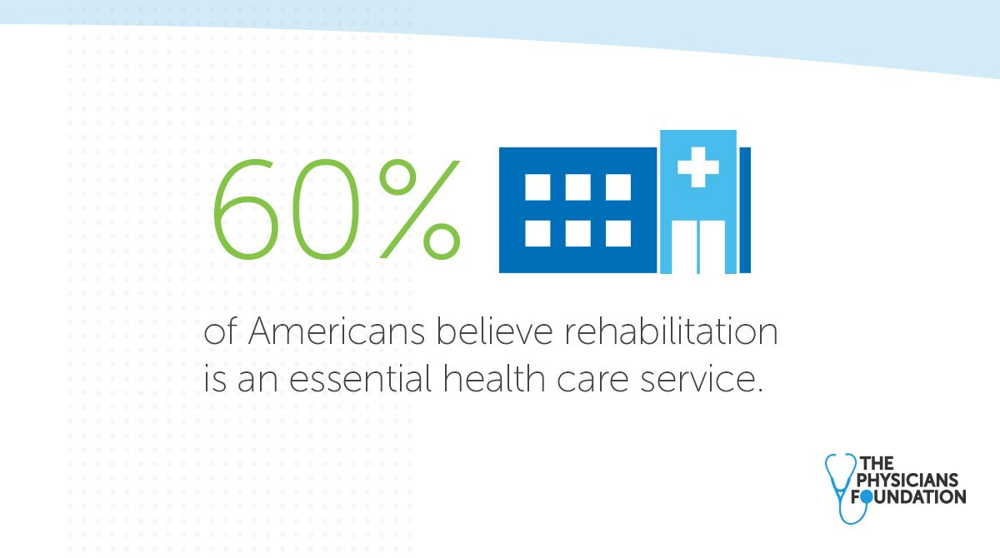 60%
of Americans believe rehabilitation
is an essential health care service.
THE
PHYSICIANS
FOUNDATION